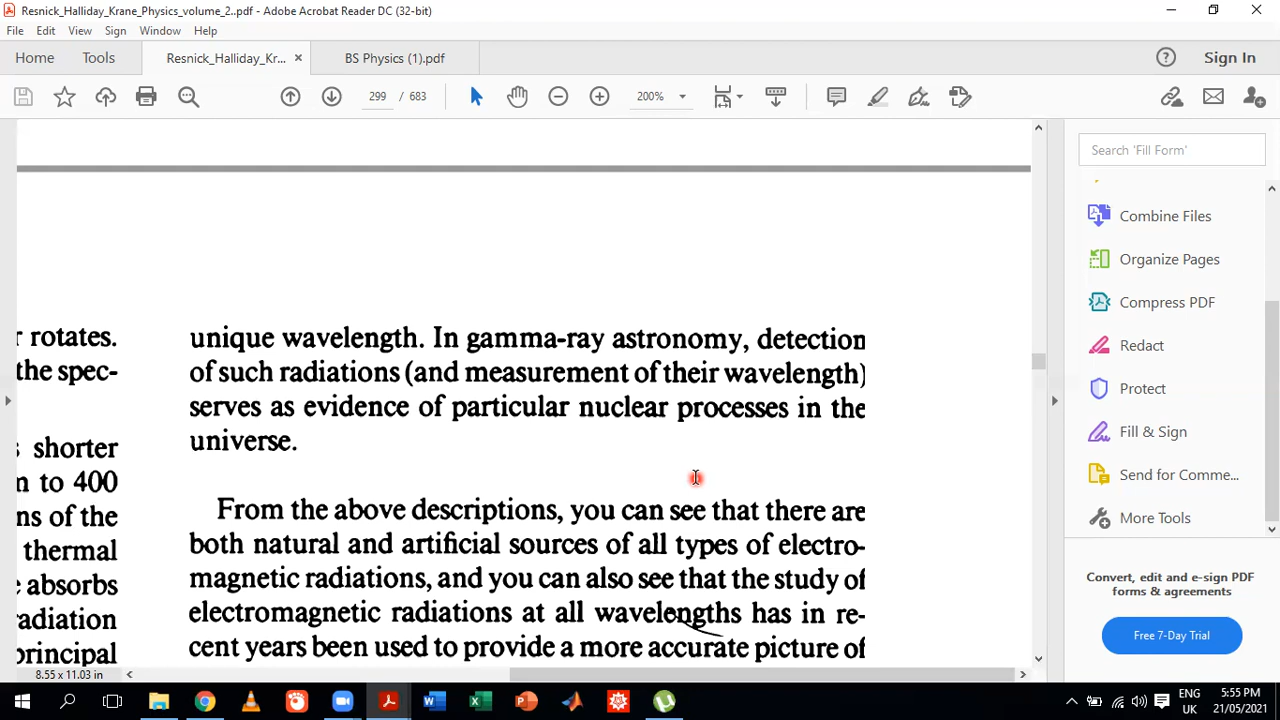 Resnick_Halliday_Krane_Physics_volume_2..pdf - Adobe Acrobat Reader DC (32-bit)
File Edit View Sign Window Help
Home Tools Resnick_Halliday_Kr... BS Physics (1).pdf Sign In
299 / 683 200%
Search 'Fill Form'
Combine Files
Organize Pages
Compress PDF
Redact
Protect
Fill & Sign
Send for Comme...
More Tools
Convert, edit and e-sign PDF
forms & agreements
Free 7-Day Trial
r rotates.
the spec-
s shorter
n to 400
ns of the
thermal
e absorbs
radiation
principal
unique wavelength. In gamma-ray astronomy, detection
of such radiations (and measurement of their wavelength)
serves as evidence of particular nuclear processes in the
universe.
From the above descriptions, you can see that there are
both natural and artificial sources of all types of electro-
magnetic radiations, and you can also see that the study of
electromagnetic radiations at all wavelengths has in re-
cent years been used to provide a more accurate picture of
8.55 x 11.03 in
ENG 5:55 PM
UK 21/05/2021